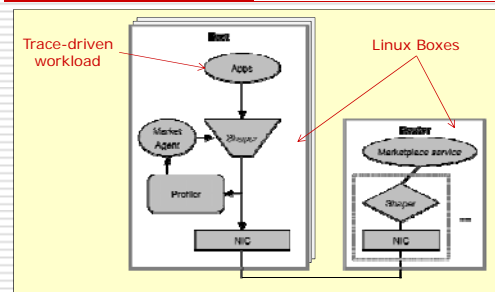 Trace-driven
workload
Linux Boxes
Host
Apps
Market
Agent
Shaper
Profiler
NIC
Router
Marketplace service
Shaper
NIC